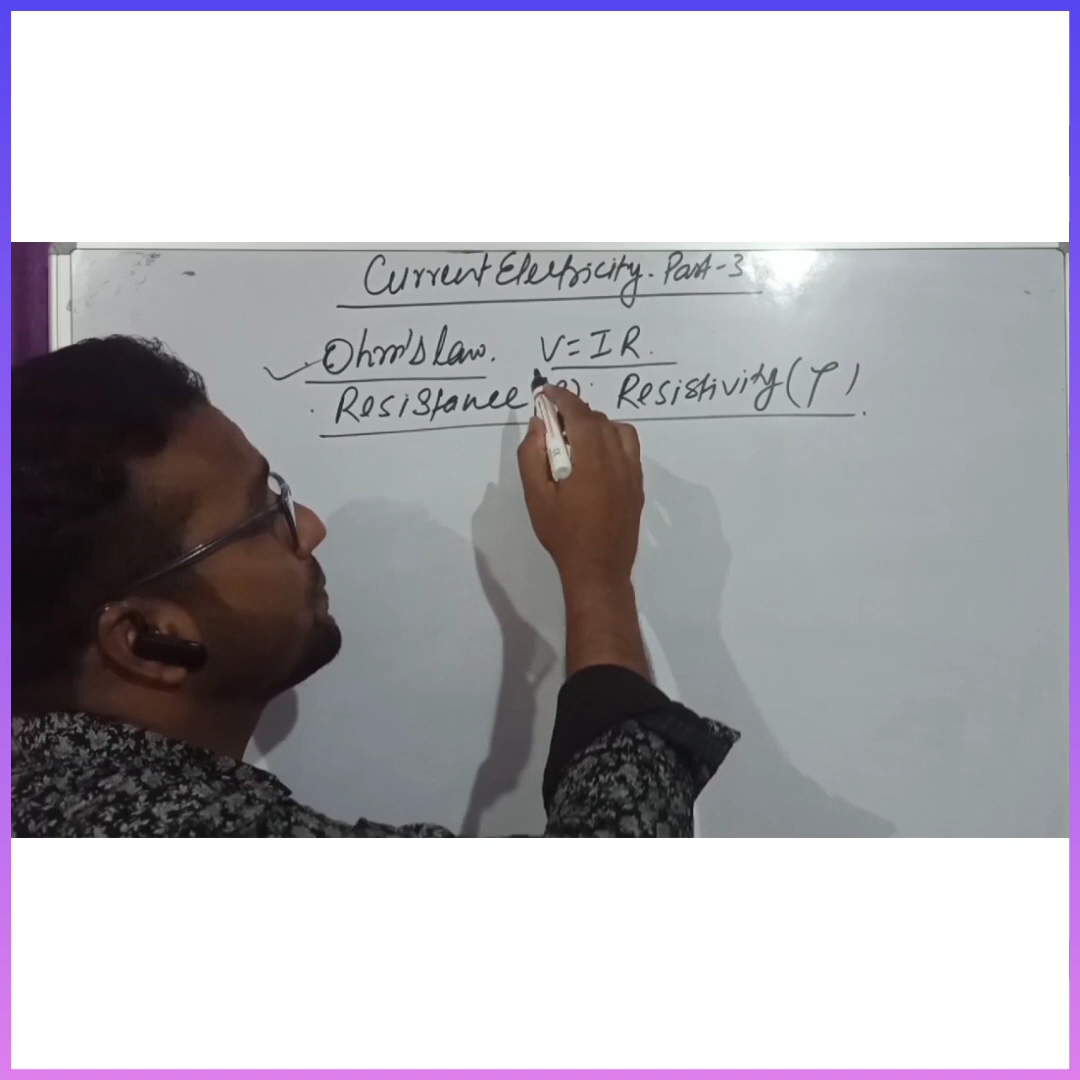 Current Electricity. Part-3
Ohm's law. V=IR.
Resistance Resistivity (ρ).